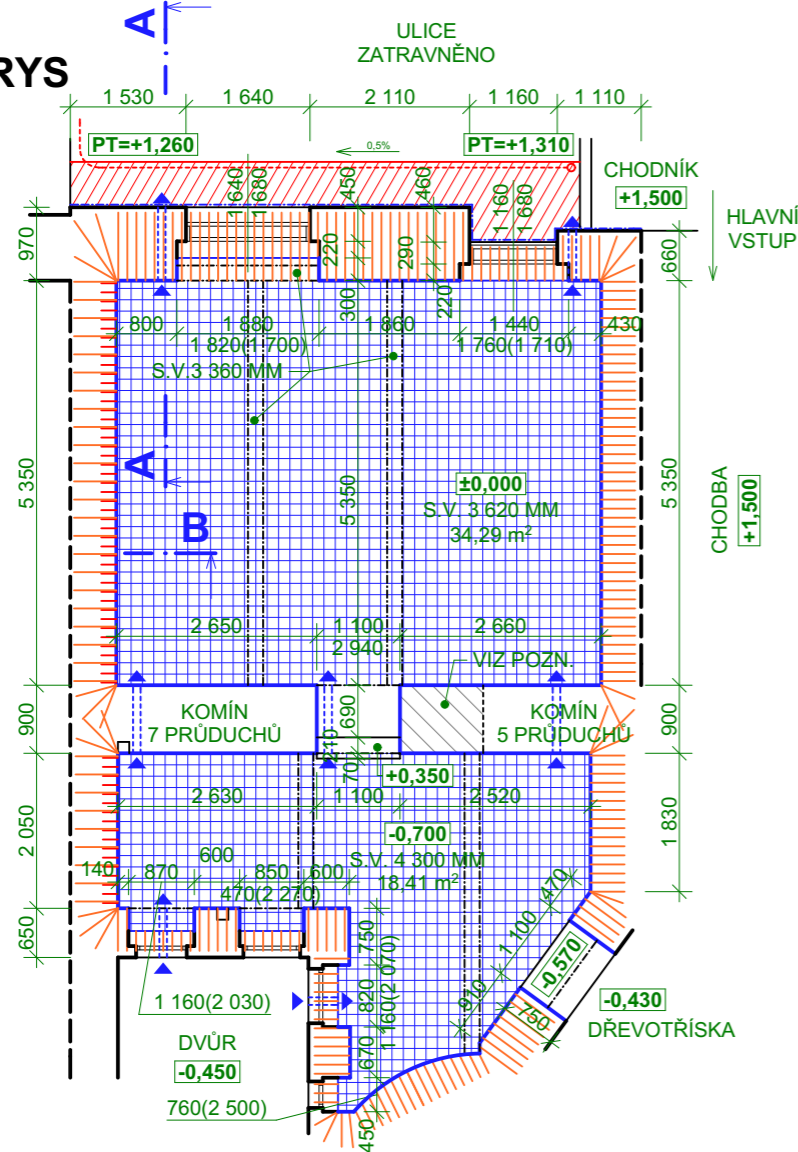 A
ULICE
ZATRAVNĚNO
RYS
1 530
1 640
2 110
1 160
1 110
PT=+1,260
0,5%
PT=+1,310
CHODNÍK
+1,500
HLAVNÍ
VSTUP
970
1 640
1 680
450
460
1 160
1 680
660
220
290
300
220
800
1 880
1 860
1 440
430
1 820(1 700)
1 760(1 710)
S.V.3 360 MM
A
5 350
5 350
5 350
±0,000
S.V. 3 620 MM
34,29 m²
CHODBA
+1,500
B
2 650
1 100
2 660
2 940
VIZ POZN.
900
KOMÍN
7 PRŮDUCHŮ
690
KOMÍN
5 PRŮDUCHŮ
900
210
70
+0,350
2 630
1 100
2 520
2 050
1 830
-0,700
S.V. 4 300 MM
18,41 m²
600
140
870
850
600
470(2 270)
470
650
750
1 100
910
-0,570
750
820
1 160(2 070)
670
450
1 160(2 030)
-0,430
DŘEVOTŘÍSKA
DVŮR
-0,450
760(2 500)